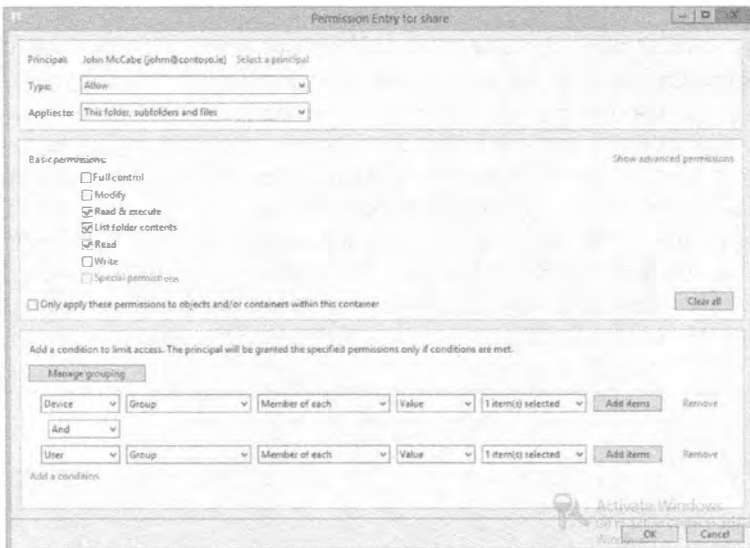 Permission Entry for share
Principal: John McCabe (johm@contoso.ie) Select a principal
Type: Allow
Applies to: This folder, subfolders and files
Basic permissions:
Show advanced permissions
Full control
Modify
Read & execute
List folder contents
Read
Write
Special permissions
Only apply these permissions to objects and/or containers within this container
Clear all
Add a condition to limit access. The principal will be granted the specified permissions only if conditions are met.
Manage grouping
Device Group Member of each Value 1 item(s) selected Add items Remove
And
User Group Member of each Value 1 item(s) selected Add items Remove
Add a condition
Activate Windows
OK Cancel